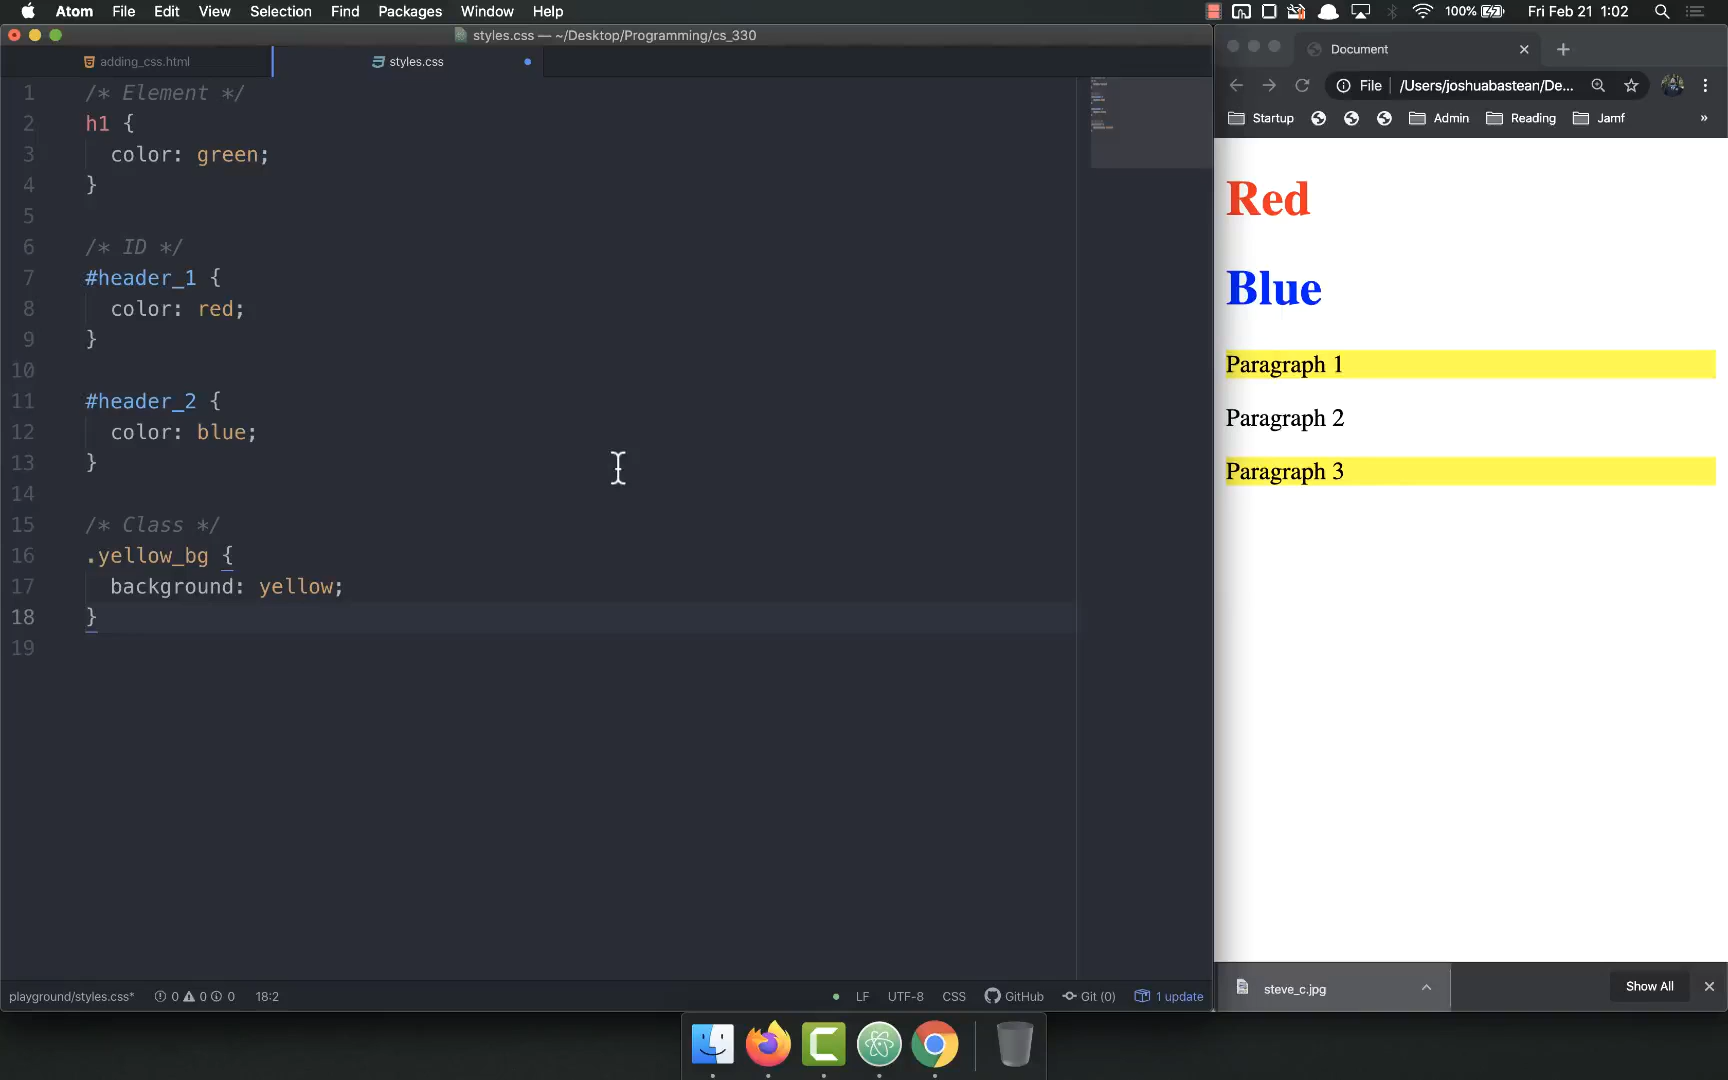 Atom File Edit View Selection Find Packages Window Help 100% Fri Feb 21 1:02
styles.css — ~/Desktop/Programming/cs_330
adding_css.html styles.css
1 /* Element */
2 h1 {
3 color: green;
4 }
5
6 /* ID */
7 #header_1 {
8 color: red;
9 }
10
11 #header_2 {
12 color: blue;
13 }
14
15 /* Class */
16 .yellow_bg {
17 background: yellow;
18 }
19
playground/styles.css* 0 0 0 18:2 LF UTF-8 CSS GitHub Git (0) 1 update
Document
File /Users/joshuabastean/De...
Startup Admin Reading Jamf »
Red
Blue
Paragraph 1
Paragraph 2
Paragraph 3
steve_c.jpg Show All